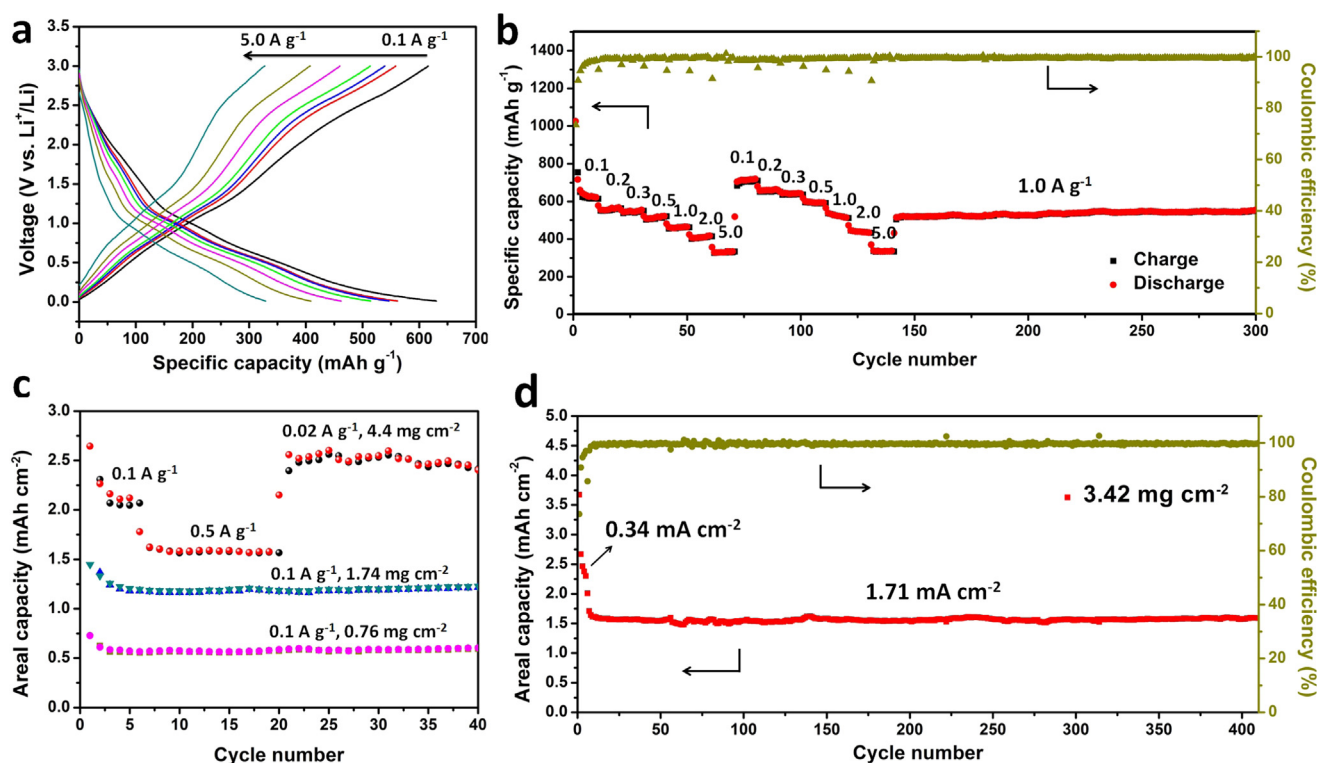 a
5.0 A g⁻¹ 0.1 A g⁻¹
3.5
3.0
2.5
2.0
1.5
1.0
0.5
0.0
Voltage (V vs. Li⁺/Li)
0 100 200 300 400 500 600 700
Specific capacity (mAh g⁻¹)
b
1400
1200
1000
800
600
400
200
0
Specific capacity (mAh g⁻¹)
0.1
0.2
0.3
0.5
1.0
2.0
5.0
0.1
0.2
0.3
0.5
1.0
2.0
5.0
1.0 A g⁻¹
Charge
Discharge
100
80
60
40
20
0
Coulombic efficiency (%)
0 50 100 150 200 250 300
Cycle number
c
3.0
2.5
2.0
1.5
1.0
0.5
0.0
Areal capacity (mAh cm⁻²)
0.02 A g⁻¹, 4.4 mg cm⁻²
0.1 A g⁻¹
0.5 A g⁻¹
0.1 A g⁻¹, 1.74 mg cm⁻²
0.1 A g⁻¹, 0.76 mg cm⁻²
0 5 10 15 20 25 30 35 40
Cycle number
d
5.0
4.5
4.0
3.5
3.0
2.5
2.0
1.5
1.0
0.5
0.0
Areal capacity (mAh cm⁻²)
3.42 mg cm⁻²
0.34 mA cm⁻²
1.71 mA cm⁻²
100
80
60
40
20
0
Coulombic efficiency (%)
0 50 100 150 200 250 300 350 400
Cycle number